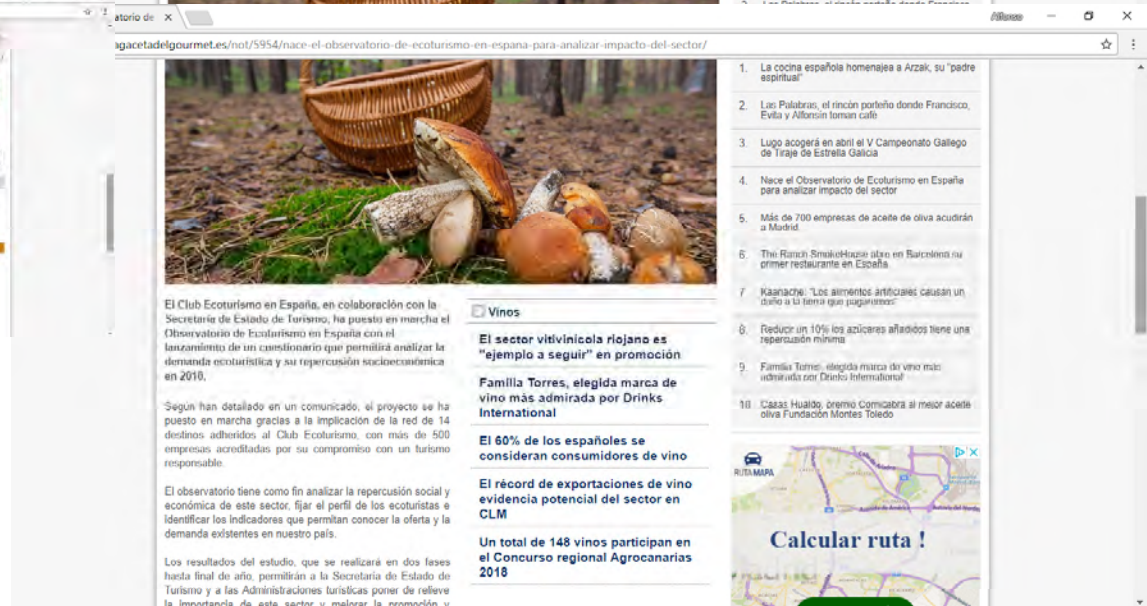 atorio de
Alfonso
agacetadelgourmet.es/not/5954/nace-el-observatorio-de-ecoturismo-en-espana-para-analizar-impacto-del-sector/
El Club Ecoturismo en España, en colaboración con la
Secretaría de Estado de Turismo, ha puesto en marcha el
Observatorio de Ecoturismo en España con el
lanzamiento de un cuestionario que permitirá analizar la
demanda ecoturística y su repercusión socioeconómica
en 2018.
Según han detallado en un comunicado, el proyecto se ha
puesto en marcha gracias a la implicación de la red de 14
destinos adheridos al Club Ecoturismo, con más de 500
empresas acreditadas por su compromiso con un turismo
responsable.
El observatorio tiene como fin analizar la repercusión social y
económica de este sector, fijar el perfil de los ecoturistas e
identificar los indicadores que permitan conocer la oferta y la
demanda existentes en nuestro país.
Los resultados del estudio, que se realizará en dos fases
hasta final de año, permitirán a la Secretaría de Estado de
Turismo y a las Administraciones turísticas poner de relieve
la importancia de este sector y mejorar la promoción y
Vinos
El sector vitivinícola riojano es
"ejemplo a seguir" en promoción
Familia Torres, elegida marca de
vino más admirada por Drinks
International
El 60% de los españoles se
consideran consumidores de vino
El récord de exportaciones de vino
evidencia potencial del sector en
CLM
Un total de 148 vinos participan en
el Concurso regional Agrocanarias
2018
1. La cocina española homenajea a Arzak, su "padre
espiritual"
2. Las Palabras, el rincón porteño donde Francisco,
Evita y Alfonsín toman café
3. Lugo acogerá en abril el V Campeonato Gallego
de Tiraje de Estrella Galicia
4. Nace el Observatorio de Ecoturismo en España
para analizar impacto del sector
5. Más de 700 empresas de aceite de oliva acudirán
a Madrid
6. The Ranch SmokeHouse abre en Barcelona su
primer restaurante en España
7. Kaanache: "Los alimentos artificiales causan un
daño a la tierra que pagaremos"
8. Reducir un 10% los azúcares añadidos tiene una
repercusión mínima
9. Familia Torres, elegida marca de vino más
admirada por Drinks International
10. Casas Hualdo, premio Cornicabra al mejor aceite
oliva Fundación Montes Toledo
RUTAMAPA
Calcular ruta !